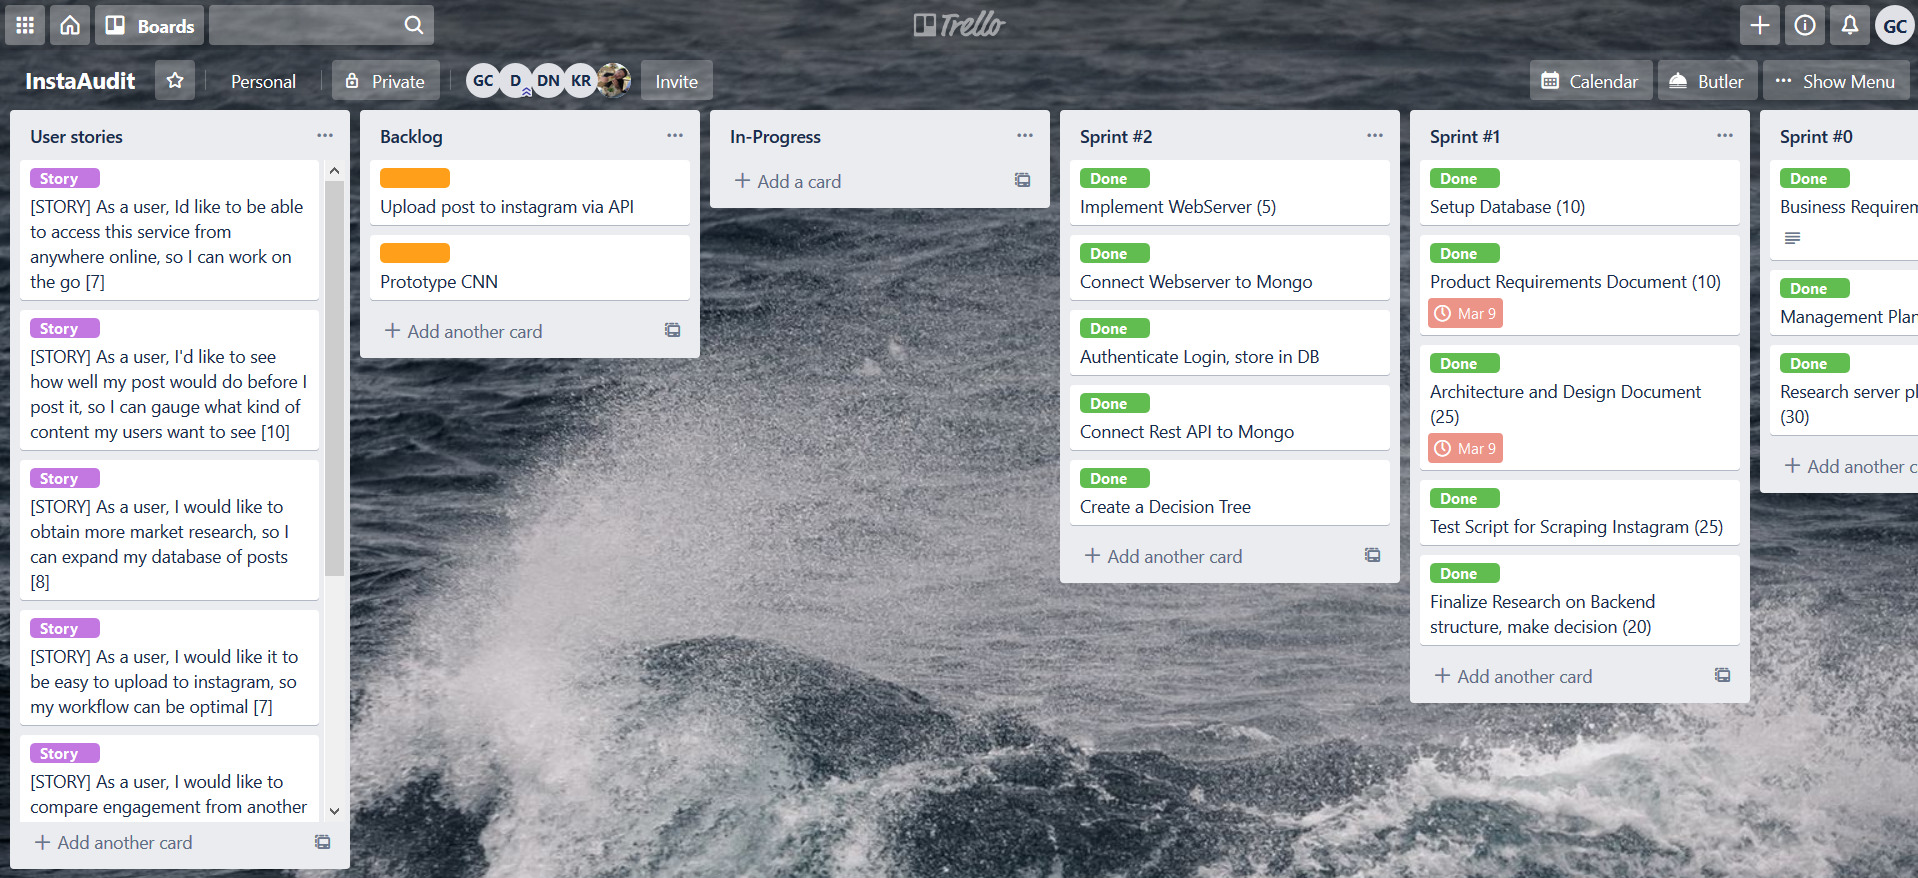 Boards
Trello
GC
InstaAudit
Personal
Private
GC D DN KR
Invite
Calendar
Butler
Show Menu
User stories
Story
[STORY] As a user, Id like to be able
to access this service from
anywhere online, so I can work on
the go [7]
Story
[STORY] As a user, I'd like to see
how well my post would do before I
post it, so I can gauge what kind of
content my users want to see [10]
Story
[STORY] As a user, I would like to
obtain more market research, so I
can expand my database of posts
[8]
Story
[STORY] As a user, I would like it to
be easy to upload to instagram, so
my workflow can be optimal [7]
Story
[STORY] As a user, I would like to
compare engagement from another
+ Add another card
Backlog
Upload post to instagram via API
Prototype CNN
+ Add another card
In-Progress
+ Add a card
Sprint #2
Done
Implement WebServer (5)
Done
Connect Webserver to Mongo
Done
Authenticate Login, store in DB
Done
Connect Rest API to Mongo
Done
Create a Decision Tree
+ Add another card
Sprint #1
Done
Setup Database (10)
Done
Product Requirements Document (10)
Mar 9
Done
Architecture and Design Document
(25)
Mar 9
Done
Test Script for Scraping Instagram (25)
Done
Finalize Research on Backend
structure, make decision (20)
+ Add another card
Sprint #0
Done
Business Requirem
Done
Management Plan
Done
Research server pl
(30)
+ Add another c